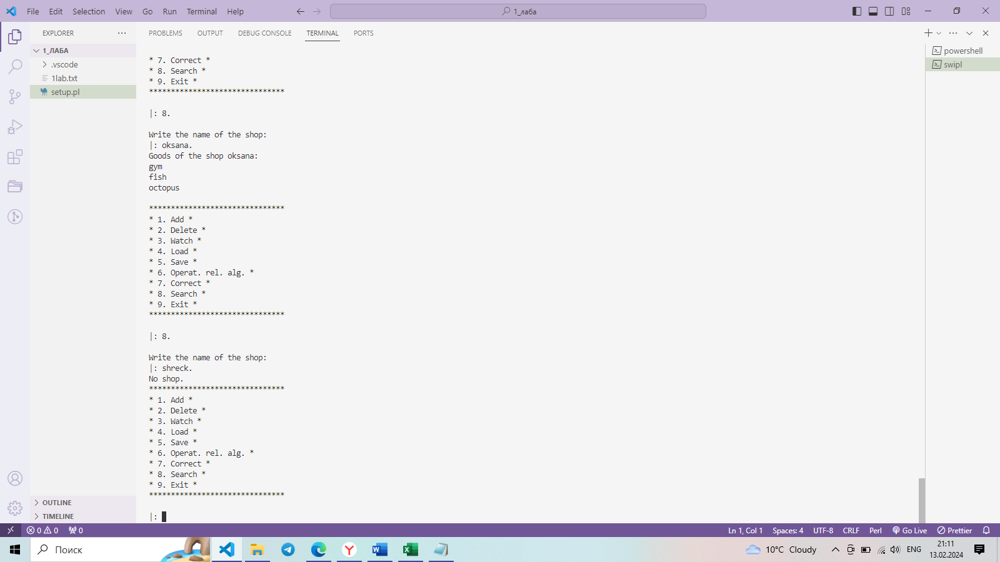 File Edit Selection View Go Run Terminal Help
1_лаба
EXPLORER
PROBLEMS OUTPUT DEBUG CONSOLE TERMINAL PORTS
1_ЛАБА
.vscode
1lab.txt
setup.pl
powershell
swipl
* 7. Correct *
* 8. Search *
* 9. Exit *
*******************************
|: 8.
Write the name of the shop:
|: oksana.
Goods of the shop oksana:
gym
fish
octopus
*******************************
* 1. Add *
* 2. Delete *
* 3. Watch *
* 4. Load *
* 5. Save *
* 6. Operat. rel. alg. *
* 7. Correct *
* 8. Search *
* 9. Exit *
*******************************
|: 8.
Write the name of the shop:
|: shreck.
No shop.
*******************************
* 1. Add *
* 2. Delete *
* 3. Watch *
* 4. Load *
* 5. Save *
* 6. Operat. rel. alg. *
* 7. Correct *
* 8. Search *
* 9. Exit *
*******************************
|:
OUTLINE
TIMELINE
0 0 0 Ln 1, Col 1 Spaces: 4 UTF-8 CRLF Perl Go Live Prettier
Поиск
10°C Cloudy
ENG
21:11
13.02.2024